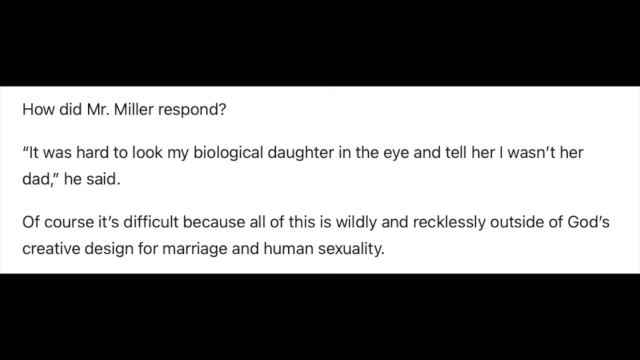 How did Mr. Miller respond?
“It was hard to look my biological daughter in the eye and tell her I wasn’t her
dad,” he said.
Of course it’s difficult because all of this is wildly and recklessly outside of God’s
creative design for marriage and human sexuality.